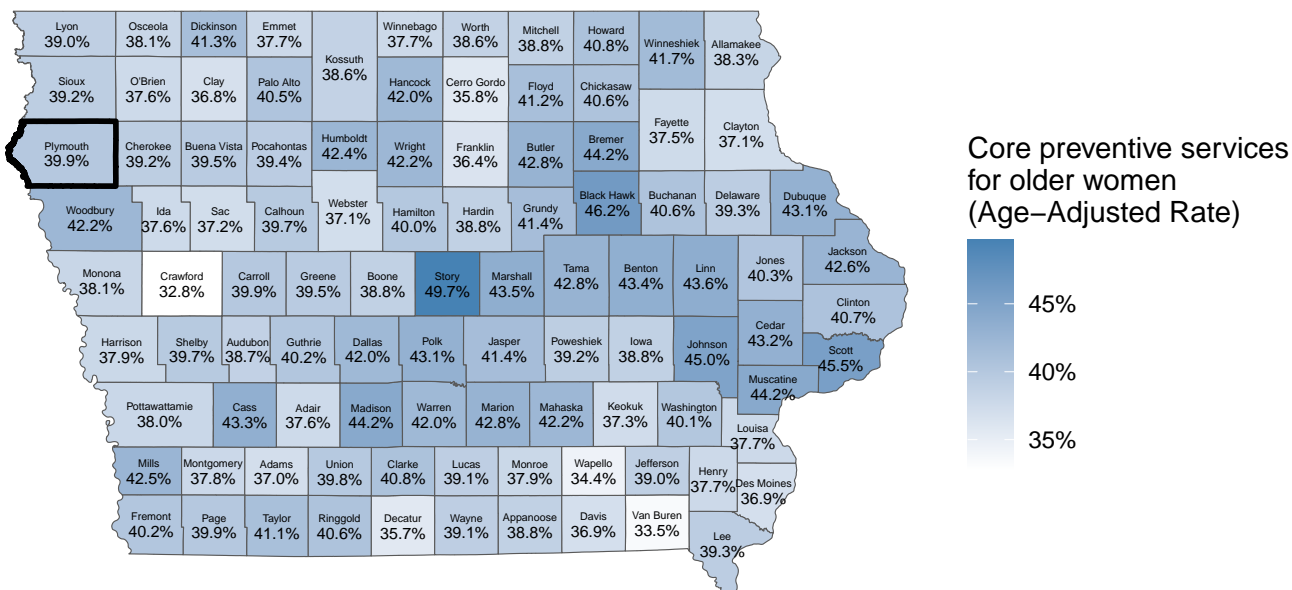 Lyon
39.0%
Osceola
38.1%
Dickinson
41.3%
Emmet
37.7%
Kossuth
38.6%
Winnebago
37.7%
Worth
38.6%
Mitchell
38.8%
Howard
40.8%
Winneshiek
41.7%
Allamakee
38.3%
Sioux
39.2%
O'Brien
37.6%
Clay
36.8%
Palo Alto
40.5%
Hancock
42.0%
Cerro Gordo
35.8%
Floyd
41.2%
Chickasaw
40.6%
Fayette
37.5%
Clayton
37.1%
Plymouth
39.9%
Cherokee
39.2%
Buena Vista
39.5%
Pocahontas
39.4%
Humboldt
42.4%
Wright
42.2%
Franklin
36.4%
Butler
42.8%
Bremer
44.2%
Woodbury
42.2%
Ida
37.6%
Sac
37.2%
Calhoun
39.7%
Webster
37.1%
Hamilton
40.0%
Hardin
38.8%
Grundy
41.4%
Black Hawk
46.2%
Buchanan
40.6%
Delaware
39.3%
Dubuque
43.1%
Monona
38.1%
Crawford
32.8%
Carroll
39.9%
Greene
39.5%
Boone
38.8%
Story
49.7%
Marshall
43.5%
Tama
42.8%
Benton
43.4%
Linn
43.6%
Jones
40.3%
Jackson
42.6%
Clinton
40.7%
Harrison
37.9%
Shelby
39.7%
Audubon
38.7%
Guthrie
40.2%
Dallas
42.0%
Polk
43.1%
Jasper
41.4%
Poweshiek
39.2%
Iowa
38.8%
Johnson
45.0%
Cedar
43.2%
Scott
45.5%
Muscatine
44.2%
Pottawattamie
38.0%
Cass
43.3%
Adair
37.6%
Madison
44.2%
Warren
42.0%
Marion
42.8%
Mahaska
42.2%
Keokuk
37.3%
Washington
40.1%
Louisa
37.7%
Mills
42.5%
Montgomery
37.8%
Adams
37.0%
Union
39.8%
Clarke
40.8%
Lucas
39.1%
Monroe
37.9%
Wapello
34.4%
Jefferson
39.0%
Henry
37.7%
Des Moines
36.9%
Fremont
40.2%
Page
39.9%
Taylor
41.1%
Ringgold
40.6%
Decatur
35.7%
Wayne
39.1%
Appanoose
38.8%
Davis
36.9%
Van Buren
33.5%
Lee
39.3%
Core preventive services
for older women
(Age−Adjusted Rate)
45%
40%
35%